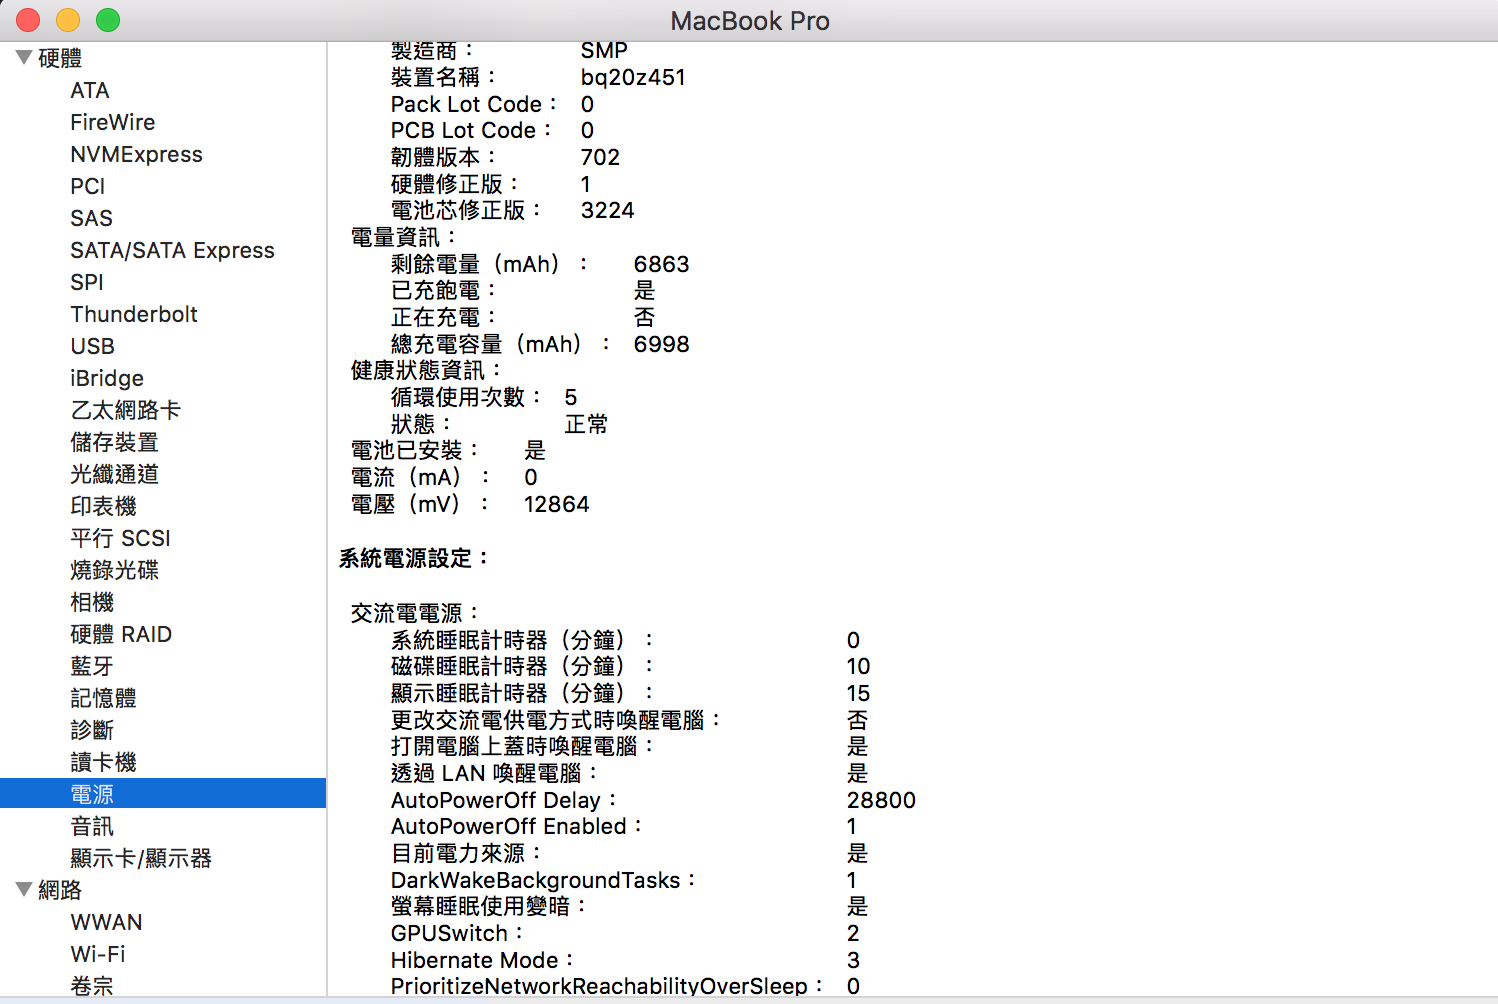 MacBook Pro
硬體
ATA
FireWire
NVMExpress
PCI
SAS
SATA/SATA Express
SPI
Thunderbolt
USB
iBridge
乙太網路卡
儲存裝置
光纖通道
印表機
平行 SCSI
燒錄光碟
相機
硬體 RAID
藍牙
記憶體
診斷
讀卡機
電源
音訊
顯示卡/顯示器
網路
WWAN
Wi-Fi
卷宗
製造商： SMP
裝置名稱： bq20z451
Pack Lot Code： 0
PCB Lot Code： 0
韌體版本： 702
硬體修正版： 1
電池芯修正版： 3224
電量資訊：
剩餘電量（mAh）： 6863
已充飽電： 是
正在充電： 否
總充電容量（mAh）： 6998
健康狀態資訊：
循環使用次數： 5
狀態： 正常
電池已安裝： 是
電流（mA）： 0
電壓（mV）： 12864
系統電源設定：
交流電電源：
系統睡眠計時器（分鐘）： 0
磁碟睡眠計時器（分鐘）： 10
顯示睡眠計時器（分鐘）： 15
更改交流電供電方式時喚醒電腦： 否
打開電腦上蓋時喚醒電腦： 是
透過 LAN 喚醒電腦： 是
AutoPowerOff Delay： 28800
AutoPowerOff Enabled： 1
目前電力來源： 是
DarkWakeBackgroundTasks： 1
螢幕睡眠使用變暗： 是
GPUSwitch： 2
Hibernate Mode： 3
PrioritizeNetworkReachabilityOverSleep： 0